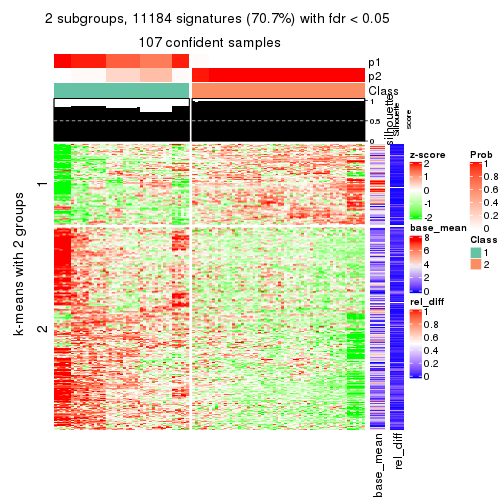 2 subgroups, 11184 signatures (70.7%) with fdr < 0.05
107 confident samples
p1
p2
Class
silhouette
Silhouette
score
1
0.5
0
k-means with 2 groups
1
2
base_mean
rel_diff
z-score
2
1
0
-1
-2
base_mean
8
6
4
2
0
rel_diff
1
0.8
0.6
0.4
0.2
0
Prob
1
0.8
0.6
0.4
0.2
0
Class
1
2